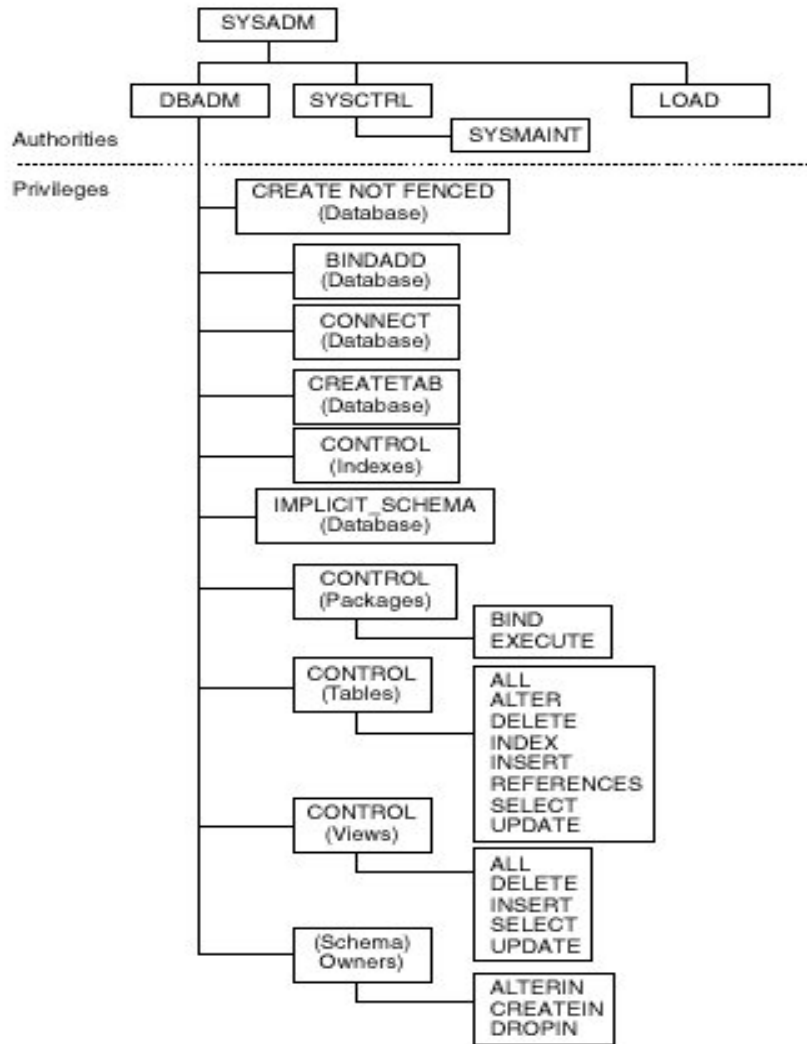 SYSADM
DBADM
SYSCTRL
LOAD
SYSMAINT
Authorities
Privileges
CREATE NOT FENCED
(Database)
BINDADD
(Database)
CONNECT
(Database)
CREATETAB
(Database)
CONTROL
(Indexes)
IMPLICIT_SCHEMA
(Database)
CONTROL
(Packages)
BIND
EXECUTE
CONTROL
(Tables)
ALL
ALTER
DELETE
INDEX
INSERT
REFERENCES
SELECT
UPDATE
CONTROL
(Views)
ALL
DELETE
INSERT
SELECT
UPDATE
(Schema)
Owners)
ALTERIN
CREATEIN
DROPIN